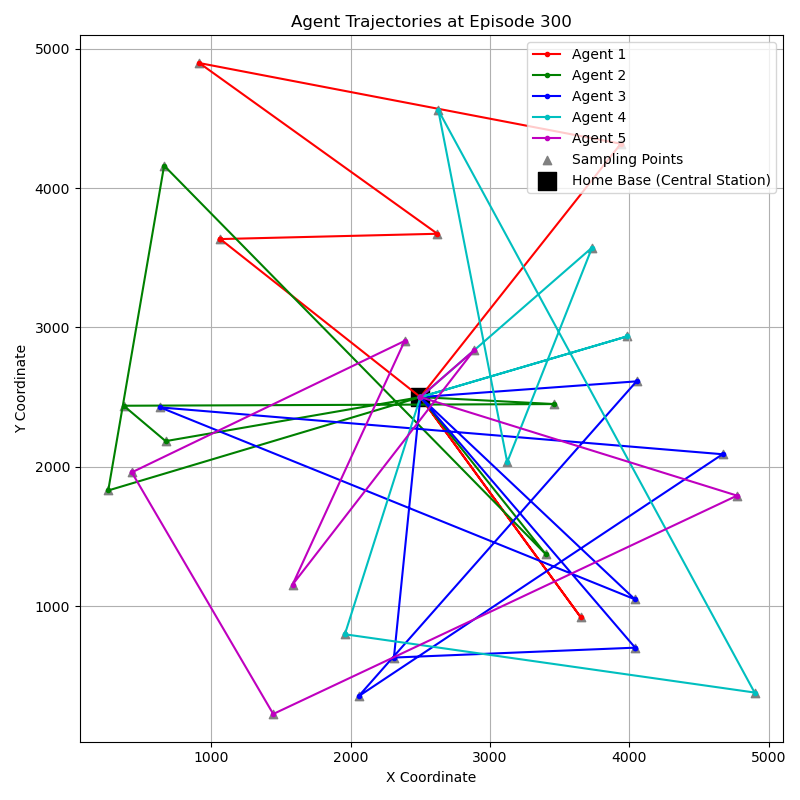 Agent Trajectories at Episode 300
5000
4000
3000
2000
1000
Y Coordinate
1000
2000
3000
4000
5000
X Coordinate
Agent 1
Agent 2
Agent 3
Agent 4
Agent 5
Sampling Points
Home Base (Central Station)